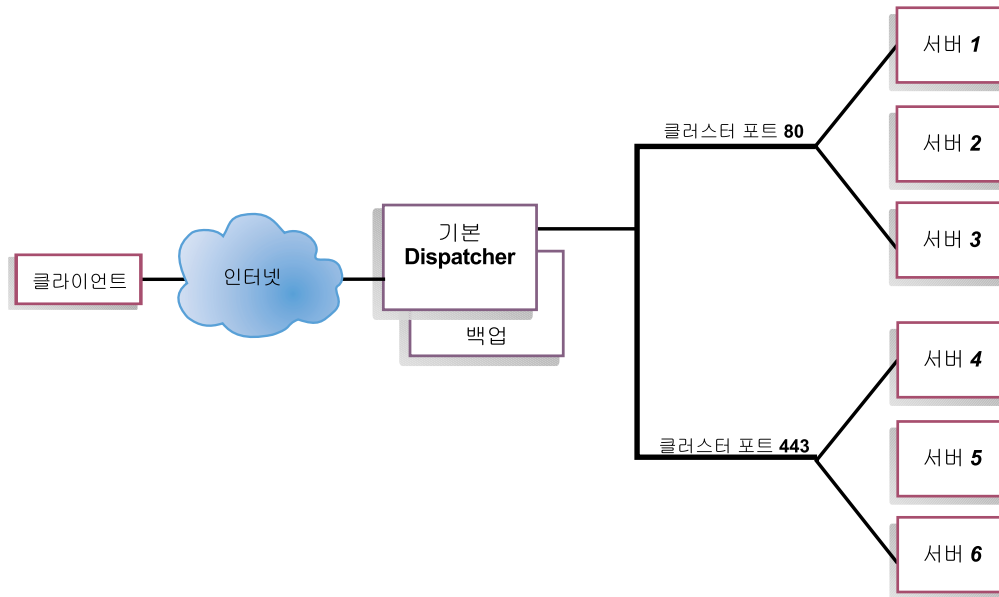 클라이언트
인터넷
기본
Dispatcher
백업
클러스터 포트 80
서버 1
서버 2
서버 3
클러스터 포트 443
서버 4
서버 5
서버 6